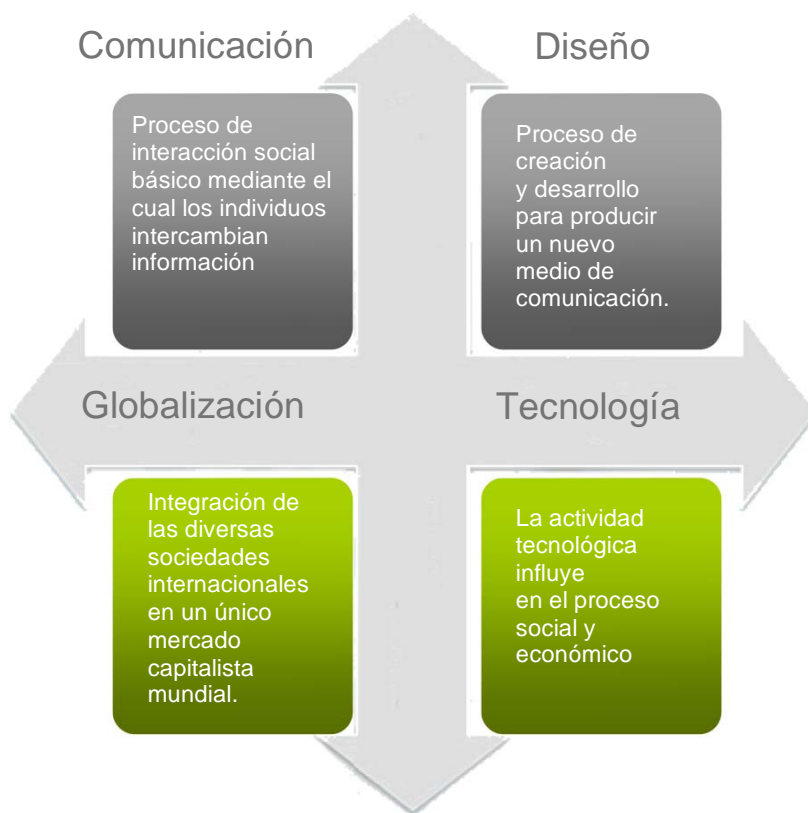 Comunicación
Proceso de
interacción social
básico mediante el
cual los individuos
intercambian
información
Diseño
Proceso de
creación
y desarrollo
para producir
un nuevo
medio de
comunicación.
Globalización
Integración de
las diversas
sociedades
internacionales
en un único
mercado
capitalista
mundial.
Tecnología
La actividad
tecnológica
influye
en el proceso
social y
económico